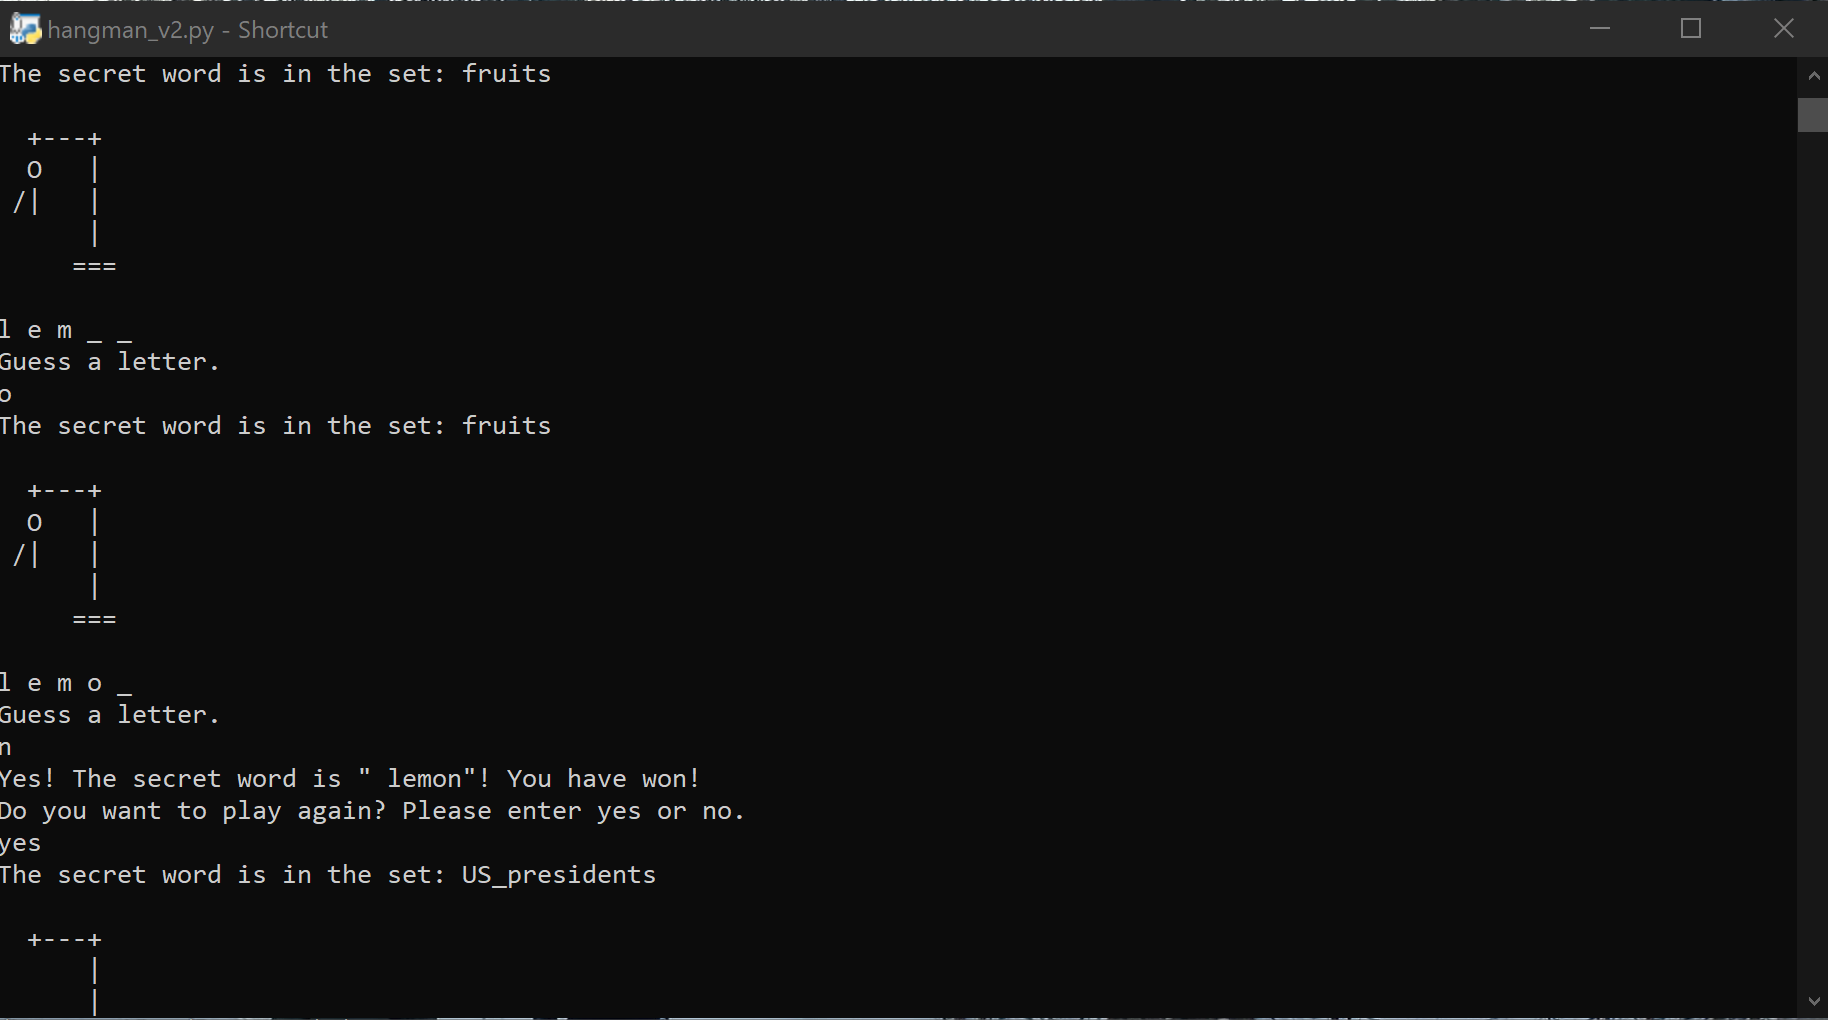 hangman_v2.py - Shortcut
The secret word is in the set: fruits
  +---+
  O   |
 /|   |
      |
     ===
l e m _ _
Guess a letter.
o
The secret word is in the set: fruits
  +---+
  O   |
 /|   |
      |
     ===
l e m o _
Guess a letter.
n
Yes! The secret word is " lemon"! You have won!
Do you want to play again? Please enter yes or no.
yes
The secret word is in the set: US_presidents
  +---+
      |
      |